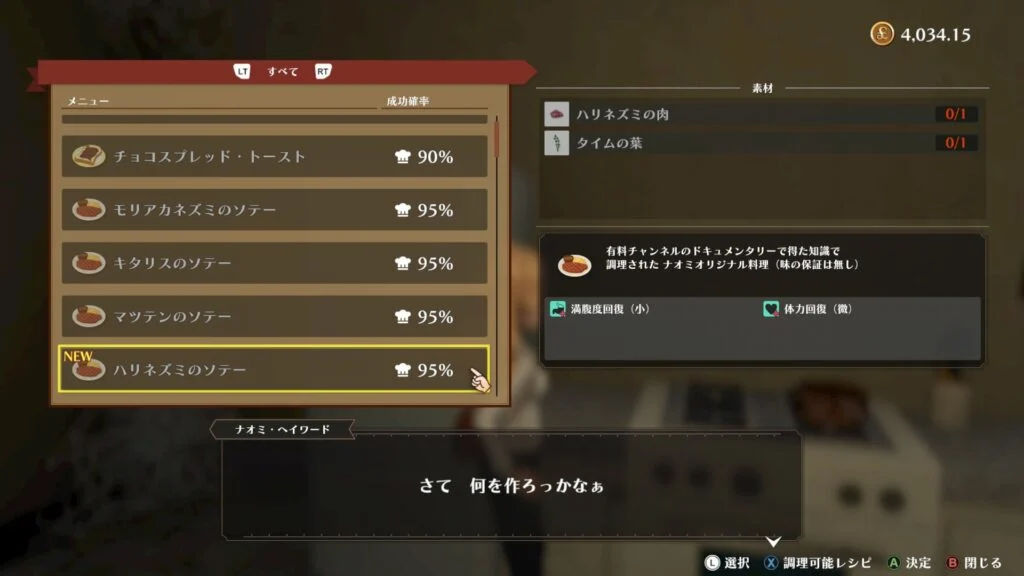 £ 4,034.15
LT すべて RT
メニュー 成功確率
チョコスプレッド・トースト 90%
モリアカネズミのソテー 95%
キタリスのソテー 95%
マツテンのソテー 95%
NEW
ハリネズミのソテー 95%
素材
ハリネズミの肉 0/1
タイムの葉 0/1
有料チャンネルのドキュメンタリーで得た知識で
調理された ナオミオリジナル料理（味の保証は無し）
満腹度回復（小） 体力回復（微）
ナオミ・ヘイワード
さて　何を作ろっかなぁ
L 選択 X 調理可能レシピ A 決定 B 閉じる